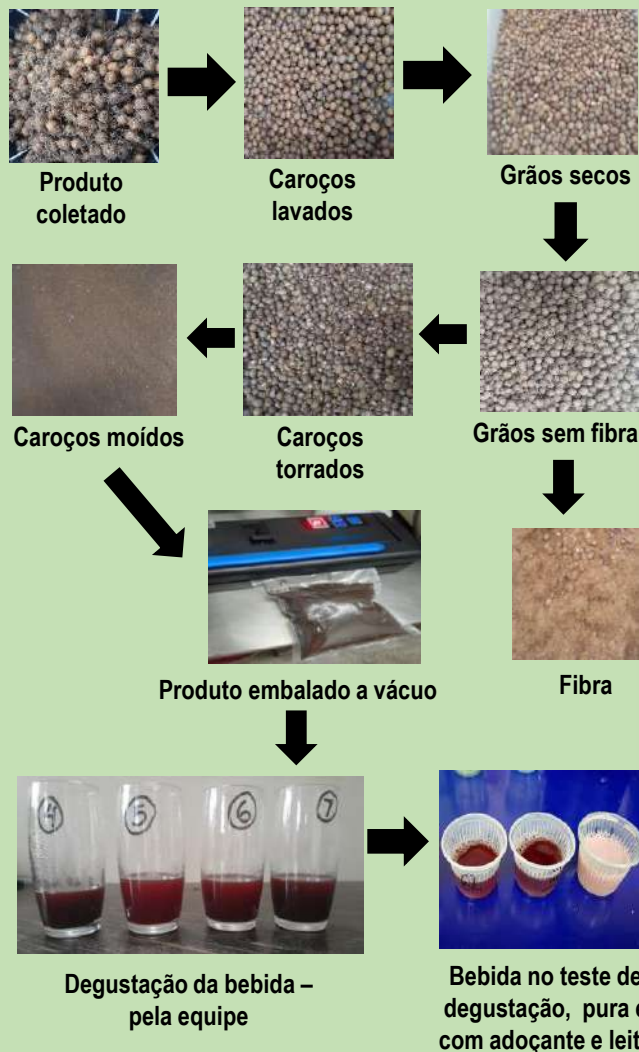 Produto
coletado
Caroços
lavados
Grãos secos
Caroços moídos
Caroços
torrados
Grãos sem fibra
Produto embalado a vácuo
Fibra
4
5
6
7
Degustação da bebida –
pela equipe
Bebida no teste de
degustação, pura e
com adoçante e leit